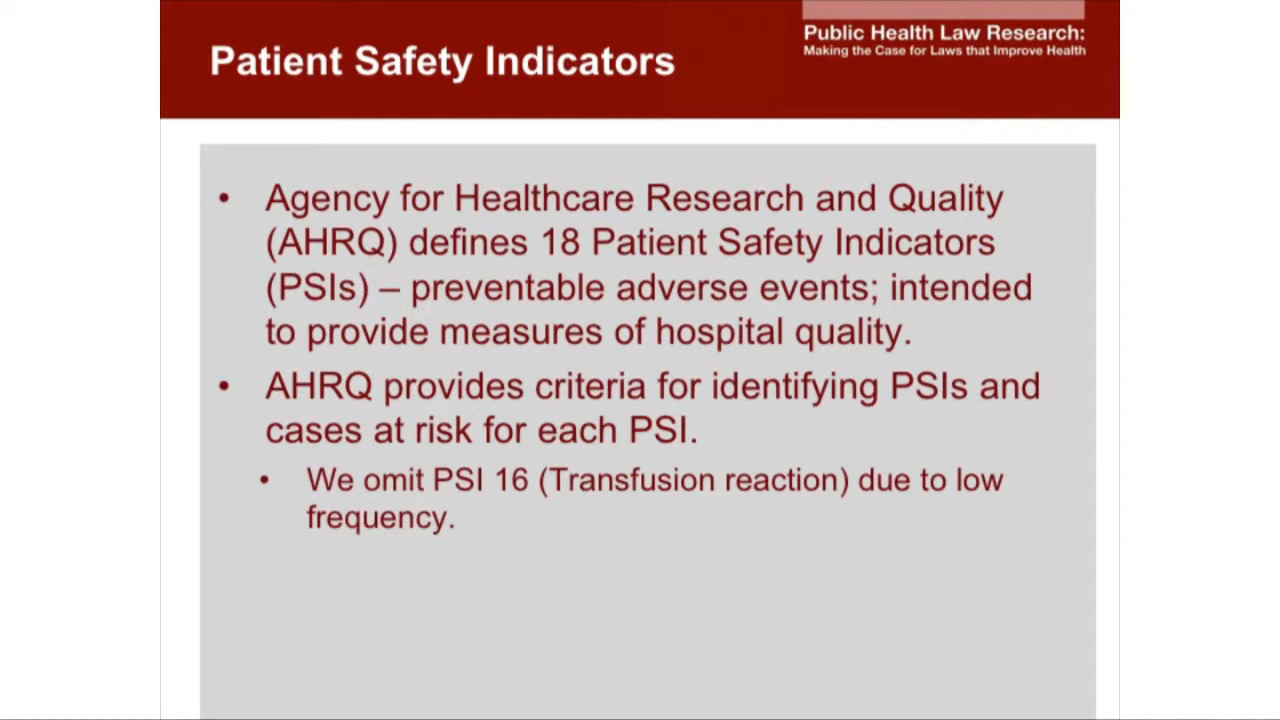 Patient Safety Indicators
Public Health Law Research:
Making the Case for Laws that Improve Health
• Agency for Healthcare Research and Quality
(AHRQ) defines 18 Patient Safety Indicators
(PSIs) – preventable adverse events; intended
to provide measures of hospital quality.
• AHRQ provides criteria for identifying PSIs and
cases at risk for each PSI.
• We omit PSI 16 (Transfusion reaction) due to low
frequency.